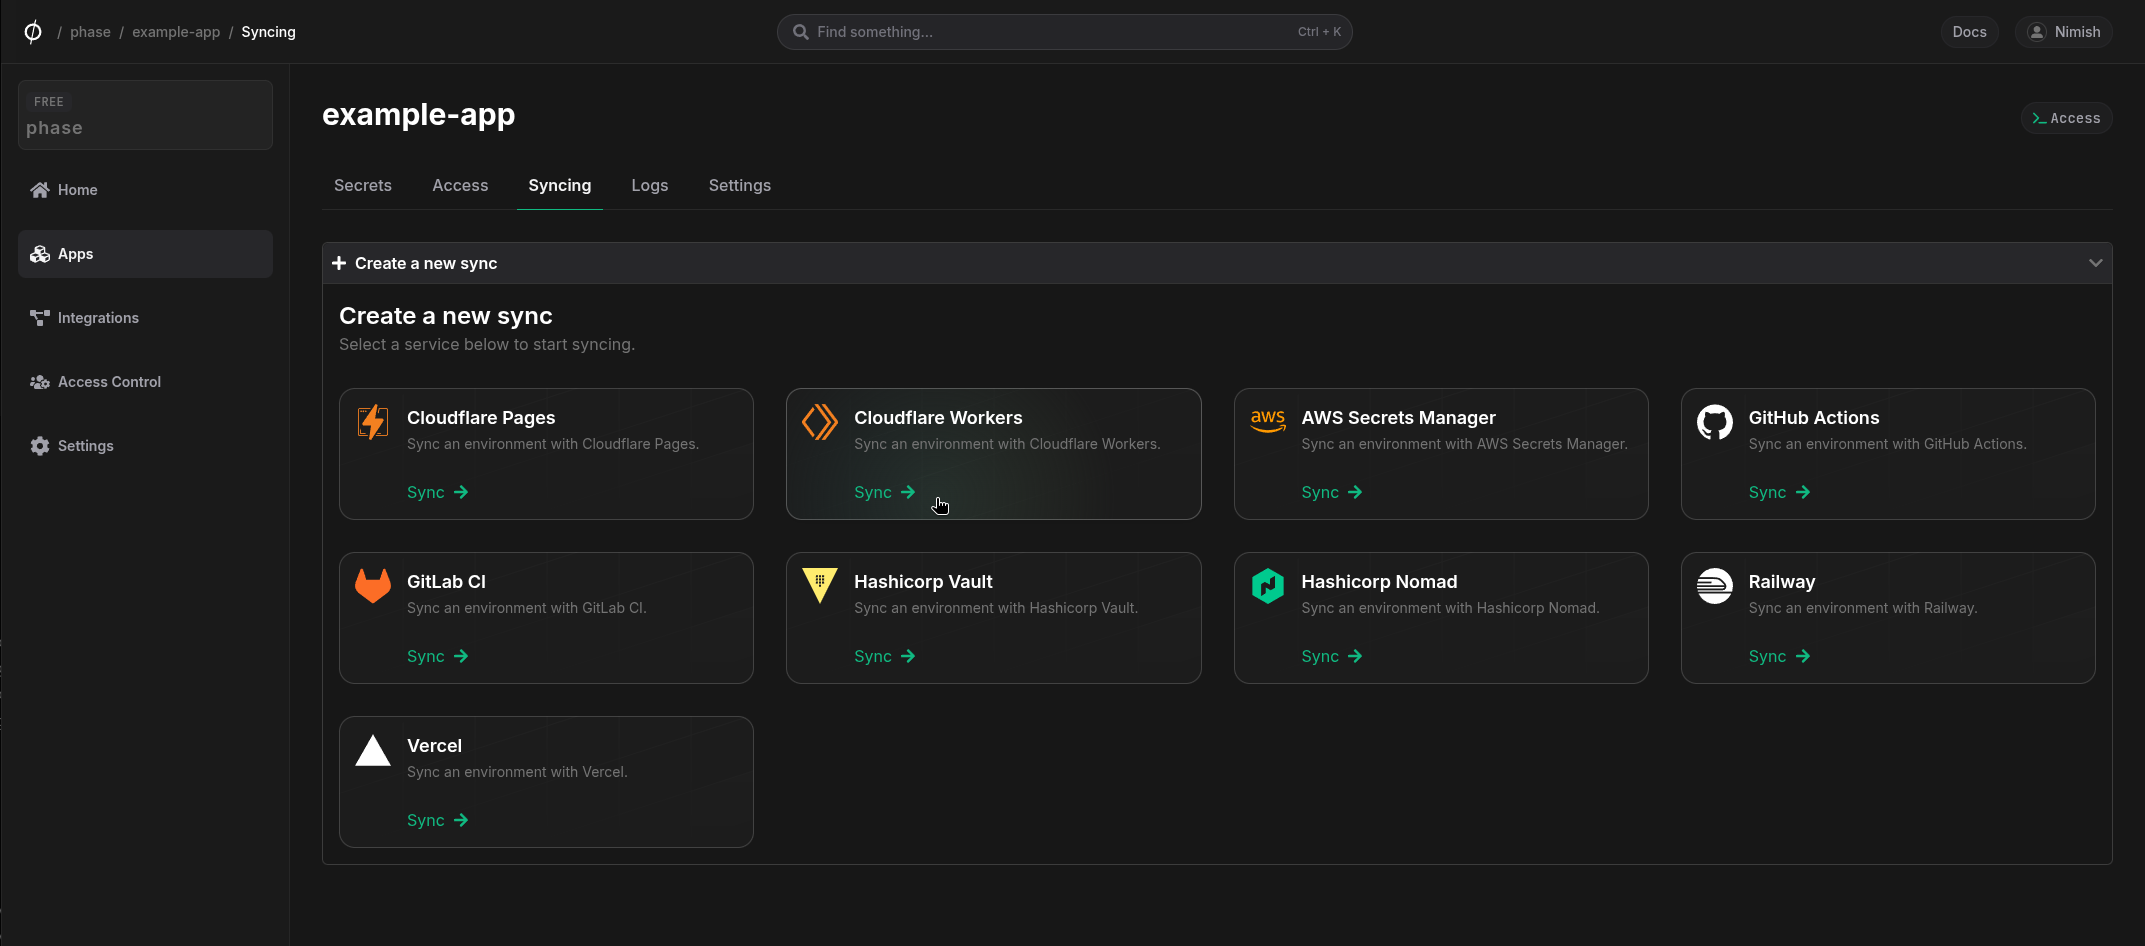 / phase / example-app / Syncing
Find something...
Ctrl + K
Docs
Nimish
FREE
phase
Home
Apps
Integrations
Access Control
Settings
example-app
Access
Secrets
Access
Syncing
Logs
Settings
Create a new sync
Create a new sync
Select a service below to start syncing.
Cloudflare Pages
Sync an environment with Cloudflare Pages.
Sync
Cloudflare Workers
Sync an environment with Cloudflare Workers.
Sync
aws
AWS Secrets Manager
Sync an environment with AWS Secrets Manager.
Sync
GitHub Actions
Sync an environment with GitHub Actions.
Sync
GitLab CI
Sync an environment with GitLab CI.
Sync
Hashicorp Vault
Sync an environment with Hashicorp Vault.
Sync
Hashicorp Nomad
Sync an environment with Hashicorp Nomad.
Sync
Railway
Sync an environment with Railway.
Sync
Vercel
Sync an environment with Vercel.
Sync